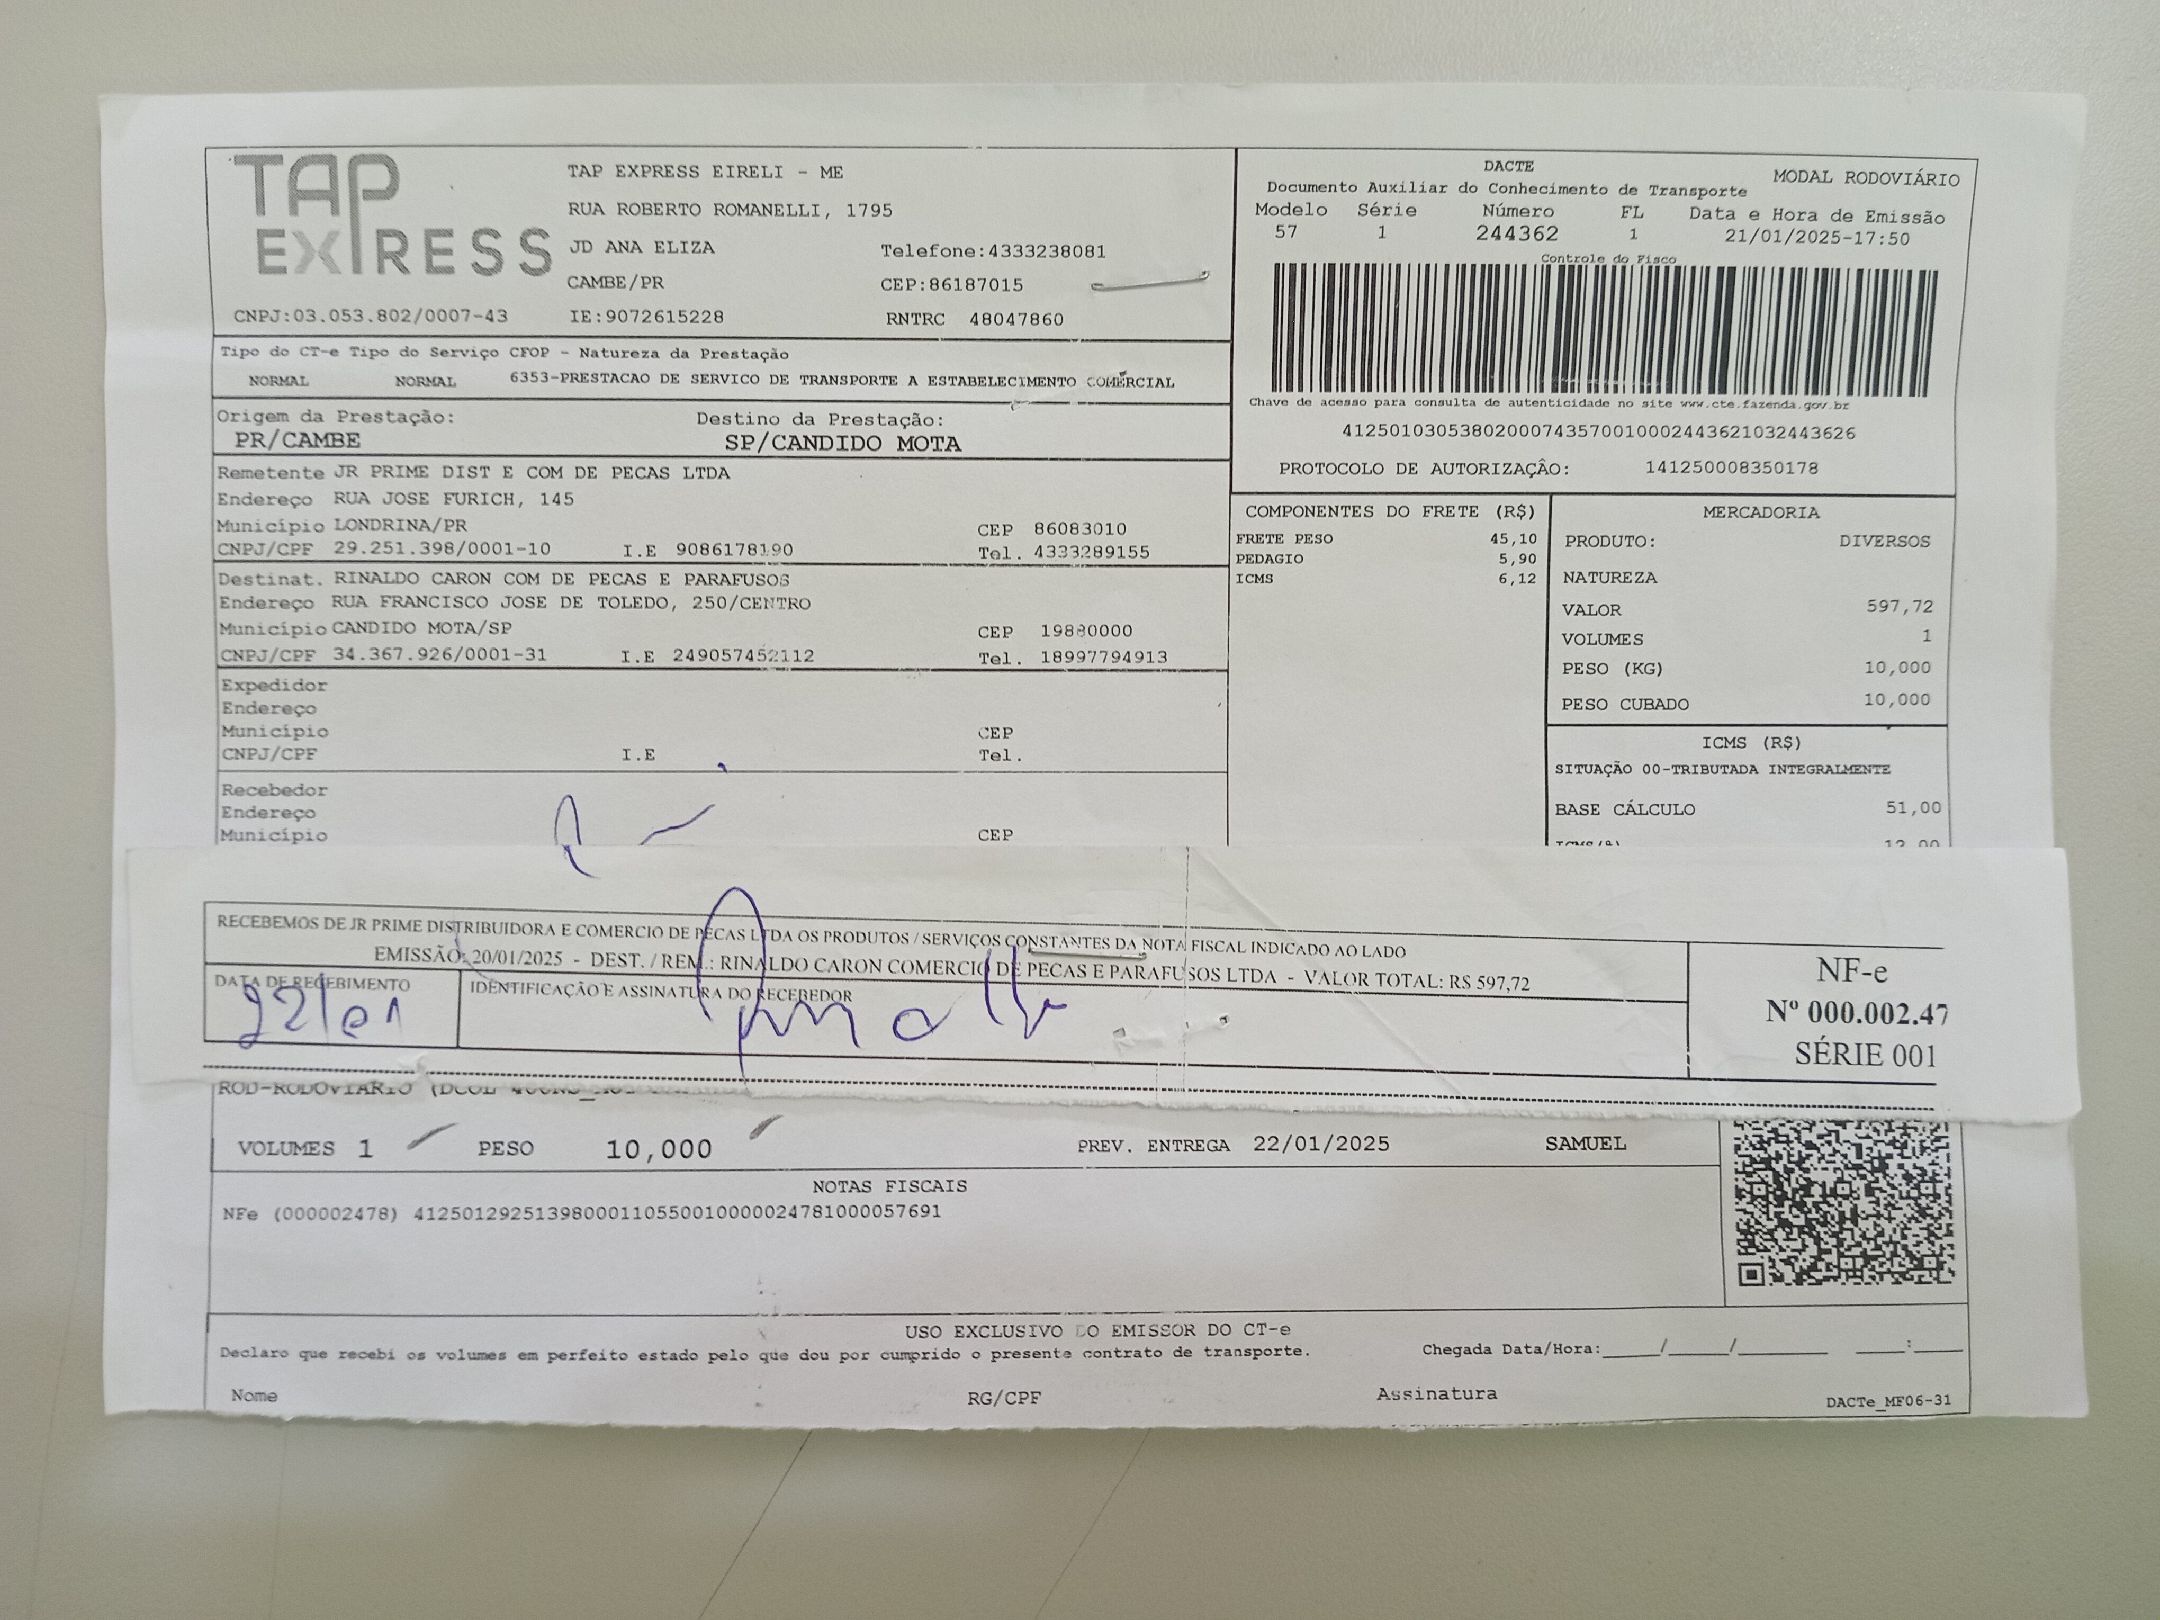 TAP EXPRESS
TAP EXPRESS EIRELI - ME
RUA ROBERTO ROMANELLI, 1795
JD ANA ELIZA Telefone:4333238081
CAMBE/PR CEP:86187015
CNPJ:03.053.802/0007-43 IE:9072615228 RNTRC 48047860
DACTE MODAL RODOVIÁRIO
Documento Auxiliar do Conhecimento de Transporte
Modelo Série Número FL Data e Hora de Emissão
57 1 244362 1 21/01/2025-17:50
Controle do Fisco
Chave de acesso para consulta de autenticidade no site www.cte.fazenda.gov.br
41250103053802000743570010002443621032443626
PROTOCOLO DE AUTORIZAÇÃO: 141250008350178
Tipo do CT-e Tipo do Serviço CFOP - Natureza da Prestação
NORMAL NORMAL 6353-PRESTACAO DE SERVICO DE TRANSPORTE A ESTABELECIMENTO COMERCIAL
Origem da Prestação: Destino da Prestação:
PR/CAMBE SP/CANDIDO MOTA
Remetente JR PRIME DIST E COM DE PECAS LTDA
Endereço RUA JOSE FURICH, 145
Município LONDRINA/PR CEP 86083010
CNPJ/CPF 29.251.398/0001-10 I.E 9086178190 Tel. 4333289155
Destinat. RINALDO CARON COM DE PECAS E PARAFUSOS
Endereço RUA FRANCISCO JOSE DE TOLEDO, 250/CENTRO
Município CANDIDO MOTA/SP CEP 19880000
CNPJ/CPF 34.367.926/0001-31 I.E 249057452112 Tel. 18997794913
Expedidor
Endereço
Município CEP
CNPJ/CPF I.E Tel.
Recebedor
Endereço
Município CEP
COMPONENTES DO FRETE (R$)
FRETE PESO 45,10
PEDAGIO 5,90
ICMS 6,12
MERCADORIA
PRODUTO: DIVERSOS
NATUREZA
VALOR 597,72
VOLUMES 1
PESO (KG) 10,000
PESO CUBADO 10,000
ICMS (R$)
SITUAÇÃO 00-TRIBUTADA INTEGRALMENTE
BASE CÁLCULO 51,00
12,00
RECEBEMOS DE JR PRIME DISTRIBUIDORA E COMERCIO DE PECAS LTDA OS PRODUTOS / SERVIÇOS CONSTANTES DA NOTA FISCAL INDICADO AO LADO
EMISSÃO: 20/01/2025 - DEST. / REM.: RINALDO CARON COMERCIO DE PECAS E PARAFUSOS LTDA - VALOR TOTAL: R$ 597,72
DATA DE RECEBIMENTO IDENTIFICAÇÃO E ASSINATURA DO RECEBEDOR
22/01
NF-e
Nº 000.002.47
SÉRIE 001
ROD-RODOVIARIO
VOLUMES 1 PESO 10,000 PREV. ENTREGA 22/01/2025 SAMUEL
NOTAS FISCAIS
NFe (000002478) 41250129251398000110550010000024781000057691
USO EXCLUSIVO DO EMISSOR DO CT-e
Declaro que recebi os volumes em perfeito estado pelo que dou por cumprido o presente contrato de transporte. Chegada Data/Hora:____/____/________ ____:____
Nome RG/CPF Assinatura DACTe_MF06-31